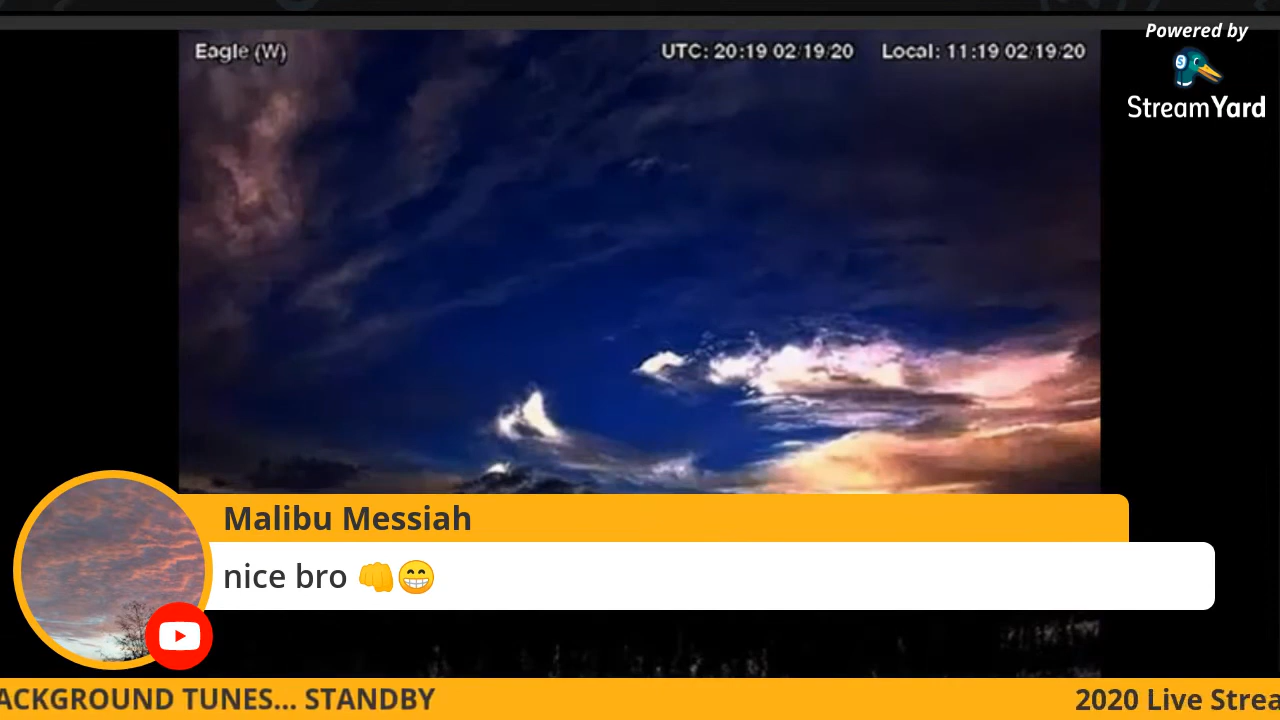 Powered by
Eagle (W)
UTC: 20:19 02/19/20
Local: 11:19 02/19/20
StreamYard
Malibu Messiah
nice bro 👊😁
ACKGROUND TUNES... STANDBY
2020 Live Strea